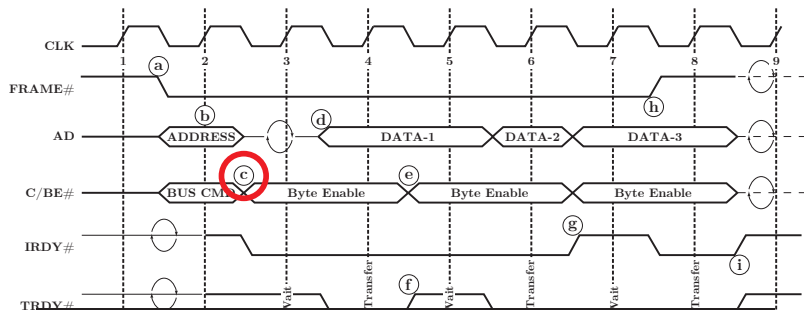 CLK
1 2 3 4 5 6 7 8 9
FRAME# a h
b d
AD ADDRESS DATA-1 DATA-2 DATA-3
c e
C/BE# BUS CMD Byte Enable Byte Enable Byte Enable
g
IRDY# i
f
TRDY# Wait Transfer Wait Transfer Wait Transfer